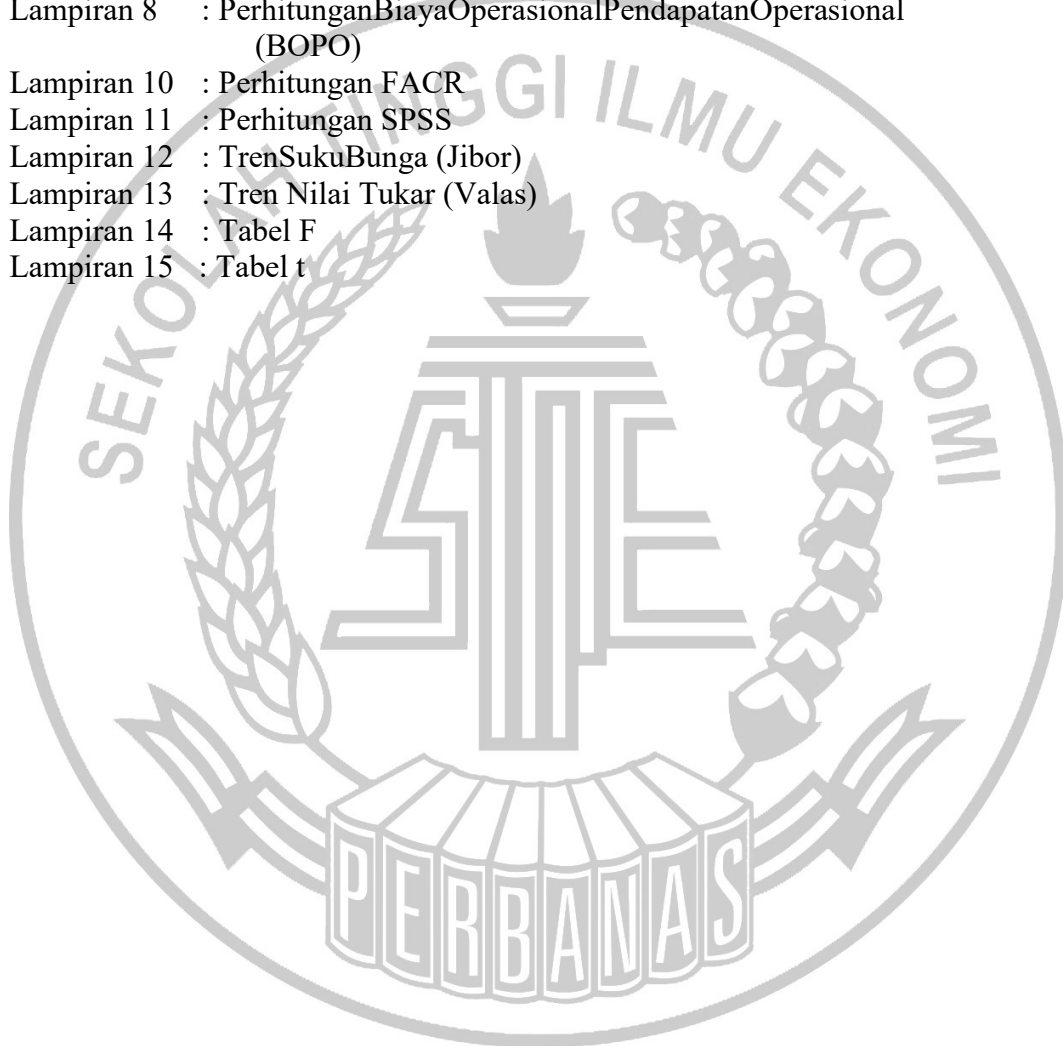 Lampiran 8 : PerhitunganBiayaOperasionalPendapatanOperasional
(BOPO)
Lampiran 10 : Perhitungan FACR
Lampiran 11 : Perhitungan SPSS
Lampiran 12 : TrenSukuBunga (Jibor)
Lampiran 13 : Tren Nilai Tukar (Valas)
Lampiran 14 : Tabel F
Lampiran 15 : Tabel t
SEKOLAH TINGGI ILMU EKONOMI
STIE
PERBANAS